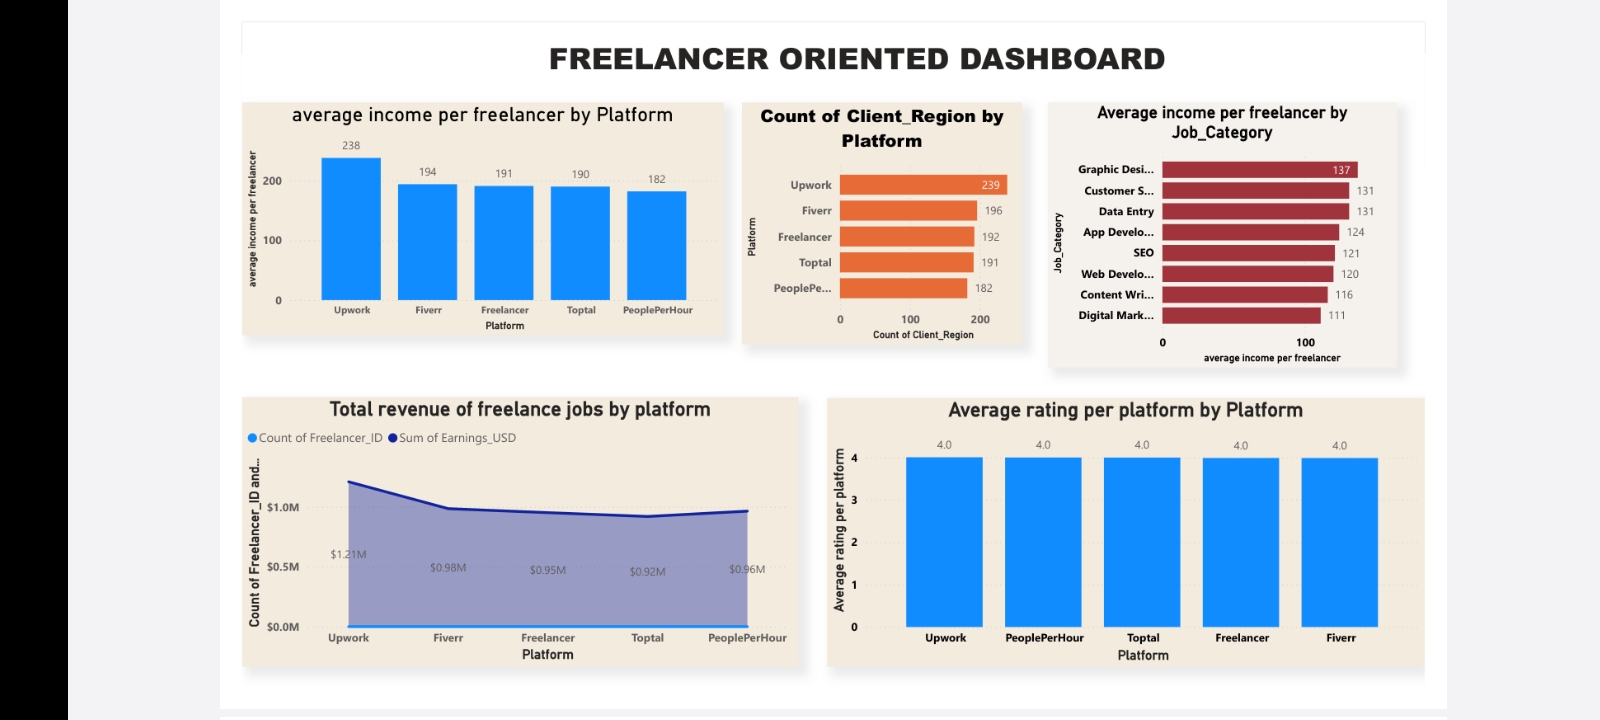 FREELANCER ORIENTED DASHBOARD
average income per freelancer by Platform
average income per freelancer
200
100
0
238
194
191
190
182
Upwork
Fiverr
Freelancer
Toptal
PeoplePerHour
Platform
Count of Client_Region by
Platform
Platform
Upwork
239
Fiverr
196
Freelancer
192
Toptal
191
PeoplePe...
182
0
100
200
Count of Client_Region
Average income per freelancer by
Job_Category
Job_Category
Graphic Desi...
137
Customer S...
131
Data Entry
131
App Develo...
124
SEO
121
Web Develo...
120
Content Wri...
116
Digital Mark...
111
0
100
average income per freelancer
Total revenue of freelance jobs by platform
Count of Freelancer_ID
Sum of Earnings_USD
Count of Freelancer_ID and...
$1.0M
$0.5M
$0.0M
$1.21M
$0.98M
$0.95M
$0.92M
$0.96M
Upwork
Fiverr
Freelancer
Toptal
PeoplePerHour
Platform
Average rating per platform by Platform
Average rating per platform
4
3
2
1
0
4.0
4.0
4.0
4.0
4.0
Upwork
PeoplePerHour
Toptal
Freelancer
Fiverr
Platform